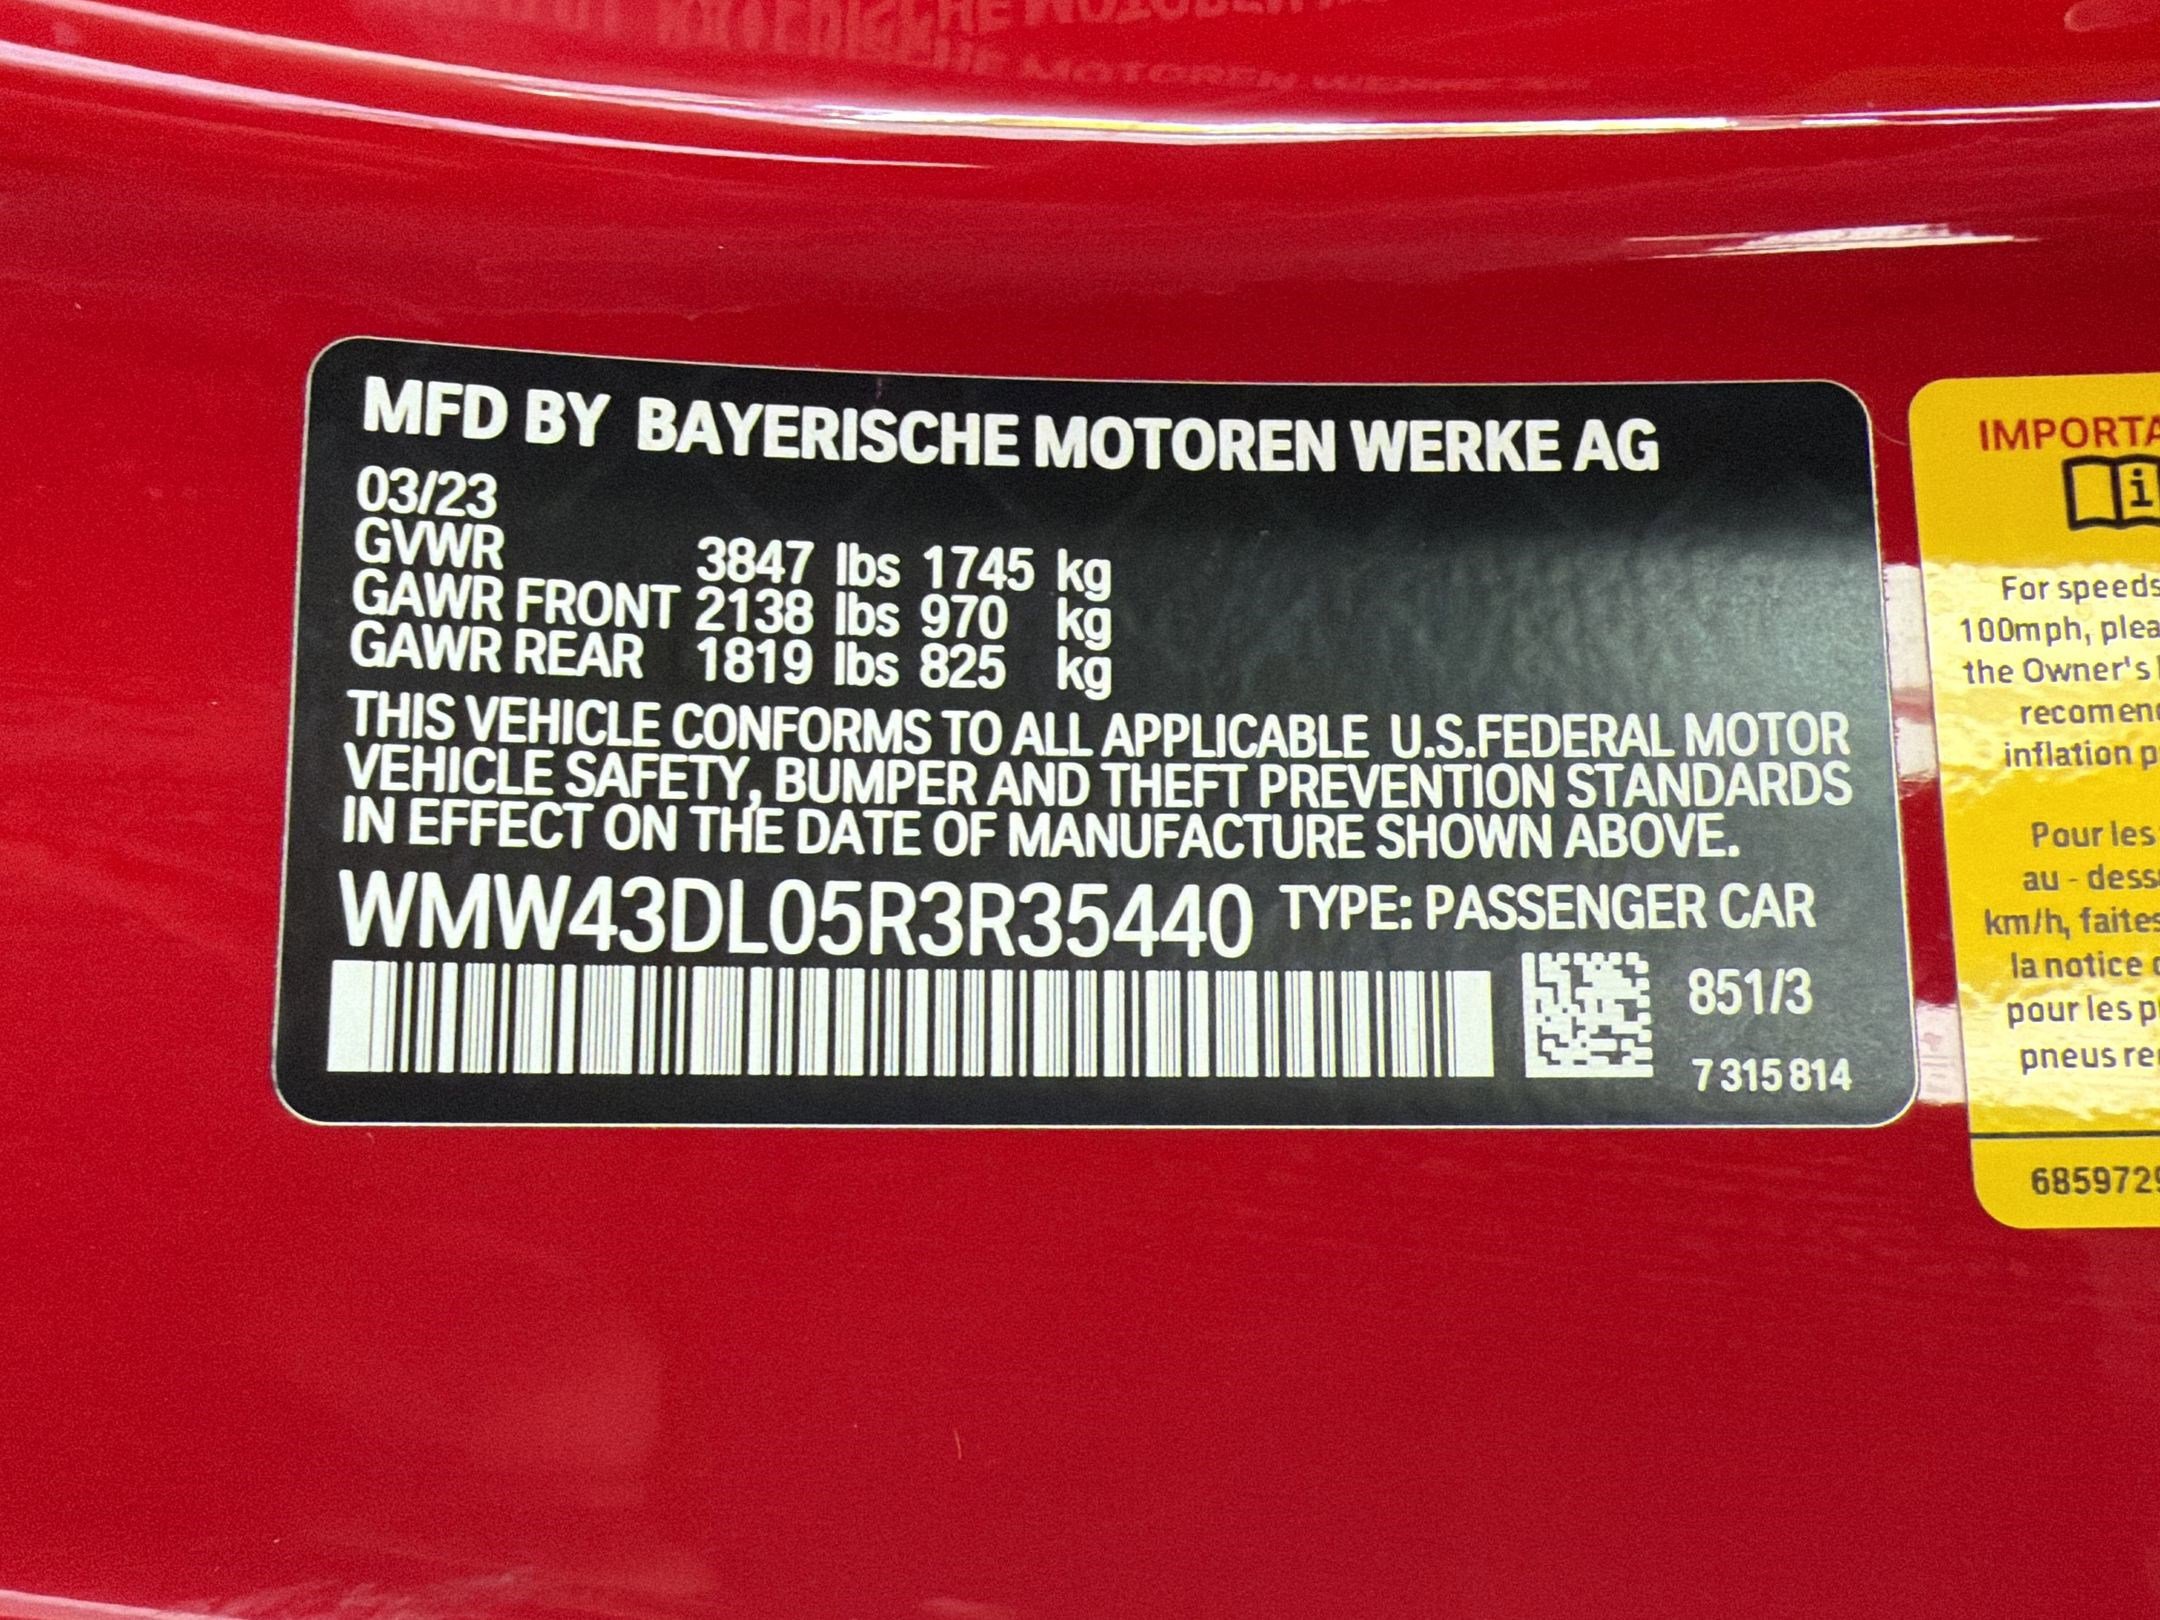 MFD BY BAYERISCHE MOTOREN WERKE AG
03/23
GVWR 3847 lbs 1745 kg
GAWR FRONT 2138 lbs 970 kg
GAWR REAR 1819 lbs 825 kg
THIS VEHICLE CONFORMS TO ALL APPLICABLE U.S.FEDERAL MOTOR
VEHICLE SAFETY, BUMPER AND THEFT PREVENTION STANDARDS
IN EFFECT ON THE DATE OF MANUFACTURE SHOWN ABOVE.
WMW43DL05R3R35440 TYPE: PASSENGER CAR
851/3
7 315 814
IMPORTA
i
For speeds
100mph, plea
the Owner's
recomen
inflation p
Pour les
au - dess
km/h, faites
la notice
pour les p
pneus re
685972